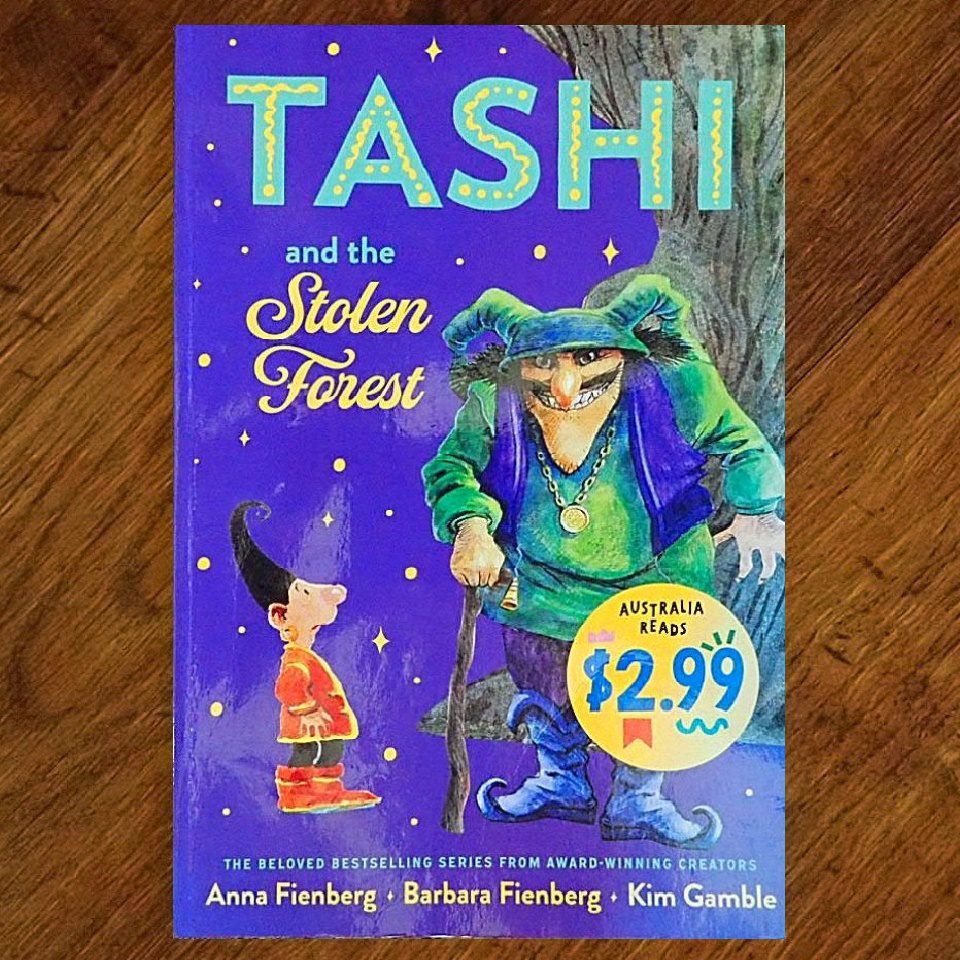 TASHI
and the
Stolen
Forest
AUSTRALIA
READS
$2.99
THE BELOVED BESTSELLING SERIES FROM AWARD-WINNING CREATORS
Anna Fienberg • Barbara Fienberg • Kim Gamble